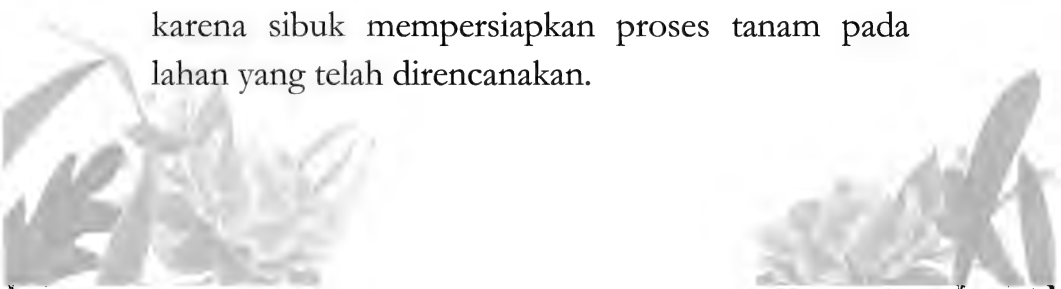 karena sibuk mempersiapkan proses tanam pada
lahan yang telah direncanakan.